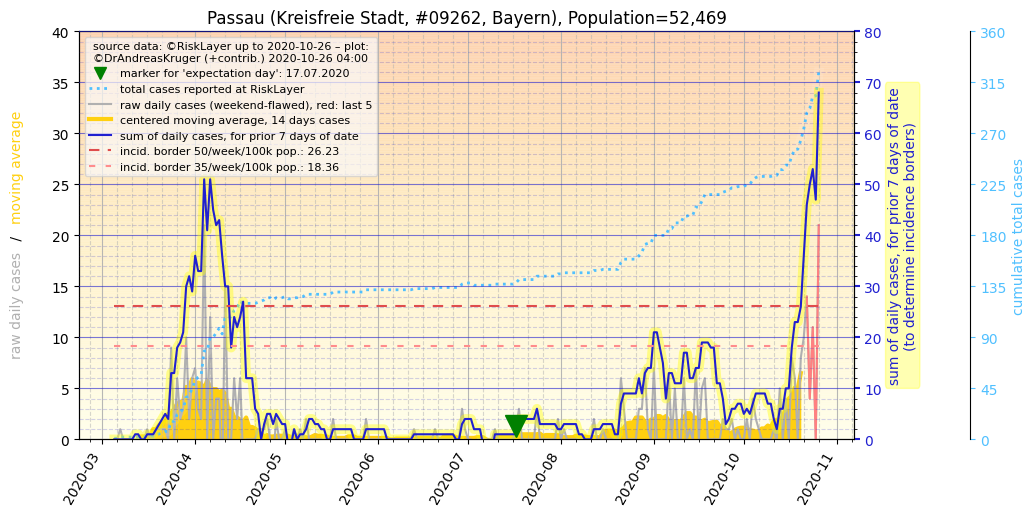 Passau (Kreisfreie Stadt, #09262, Bayern), Population=52,469
source data: ©RiskLayer up to 2020-10-26 – plot:
©DrAndreasKruger (+contrib.) 2020-10-26 04:00
marker for 'expectation day': 17.07.2020
total cases reported at RiskLayer
raw daily cases (weekend-flawed), red: last 5
centered moving average, 14 days cases
sum of daily cases, for prior 7 days of date
incid. border 50/week/100k pop.: 26.23
incid. border 35/week/100k pop.: 18.36
raw daily cases / moving average
40
35
30
25
20
15
10
5
0
80
70
60
50
40
30
20
10
0
sum of daily cases, for prior 7 days of date
(to determine incidence borders)
360
315
270
225
180
135
90
45
0
cumulative total cases
2020-03
2020-04
2020-05
2020-06
2020-07
2020-08
2020-09
2020-10
2020-11